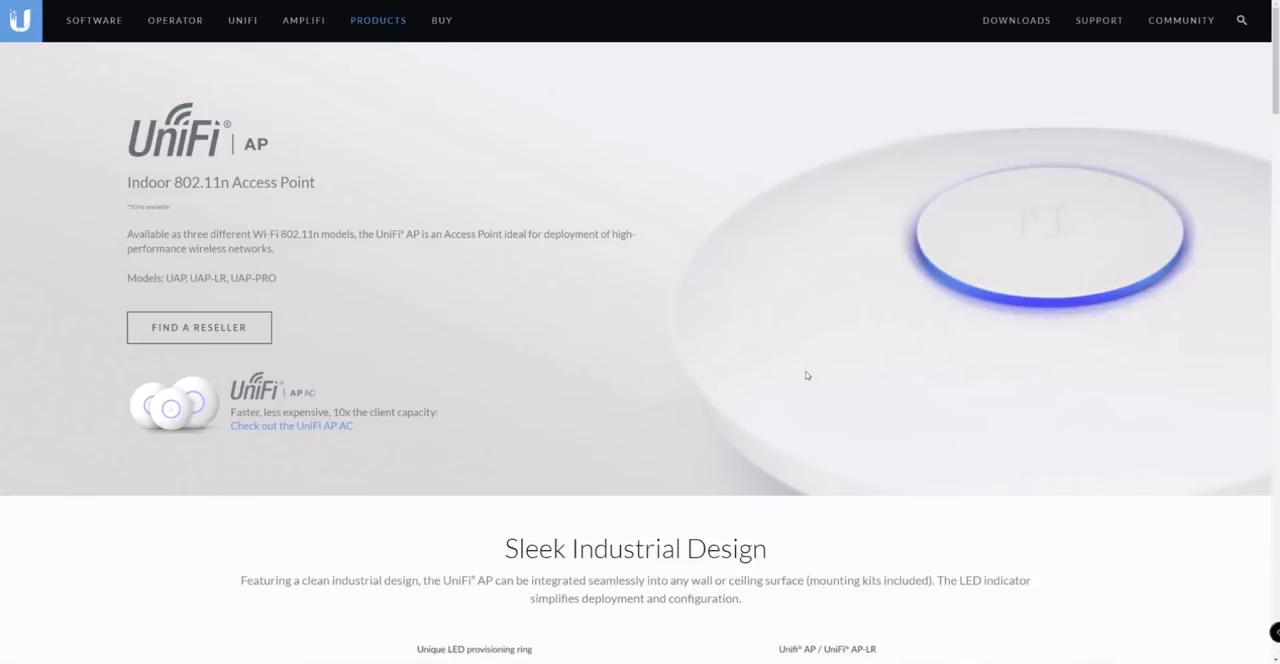 SOFTWARE OPERATOR UNIFI AMPLIFI PRODUCTS BUY DOWNLOADS SUPPORT COMMUNITY
UniFi® | AP
Indoor 802.11n Access Point
*5GHz available
Available as three different Wi-Fi 802.11n models, the UniFi® AP is an Access Point ideal for deployment of high-
performance wireless networks.
Models: UAP, UAP-LR, UAP-PRO
FIND A RESELLER
UniFi® | AP AC
Faster, less expensive, 10x the client capacity:
Check out the UniFi AP AC
Sleek Industrial Design
Featuring a clean industrial design, the UniFi® AP can be integrated seamlessly into any wall or ceiling surface (mounting kits included). The LED indicator
simplifies deployment and configuration.
Unique LED provisioning ring
Unifi® AP / UniFi® AP-LR